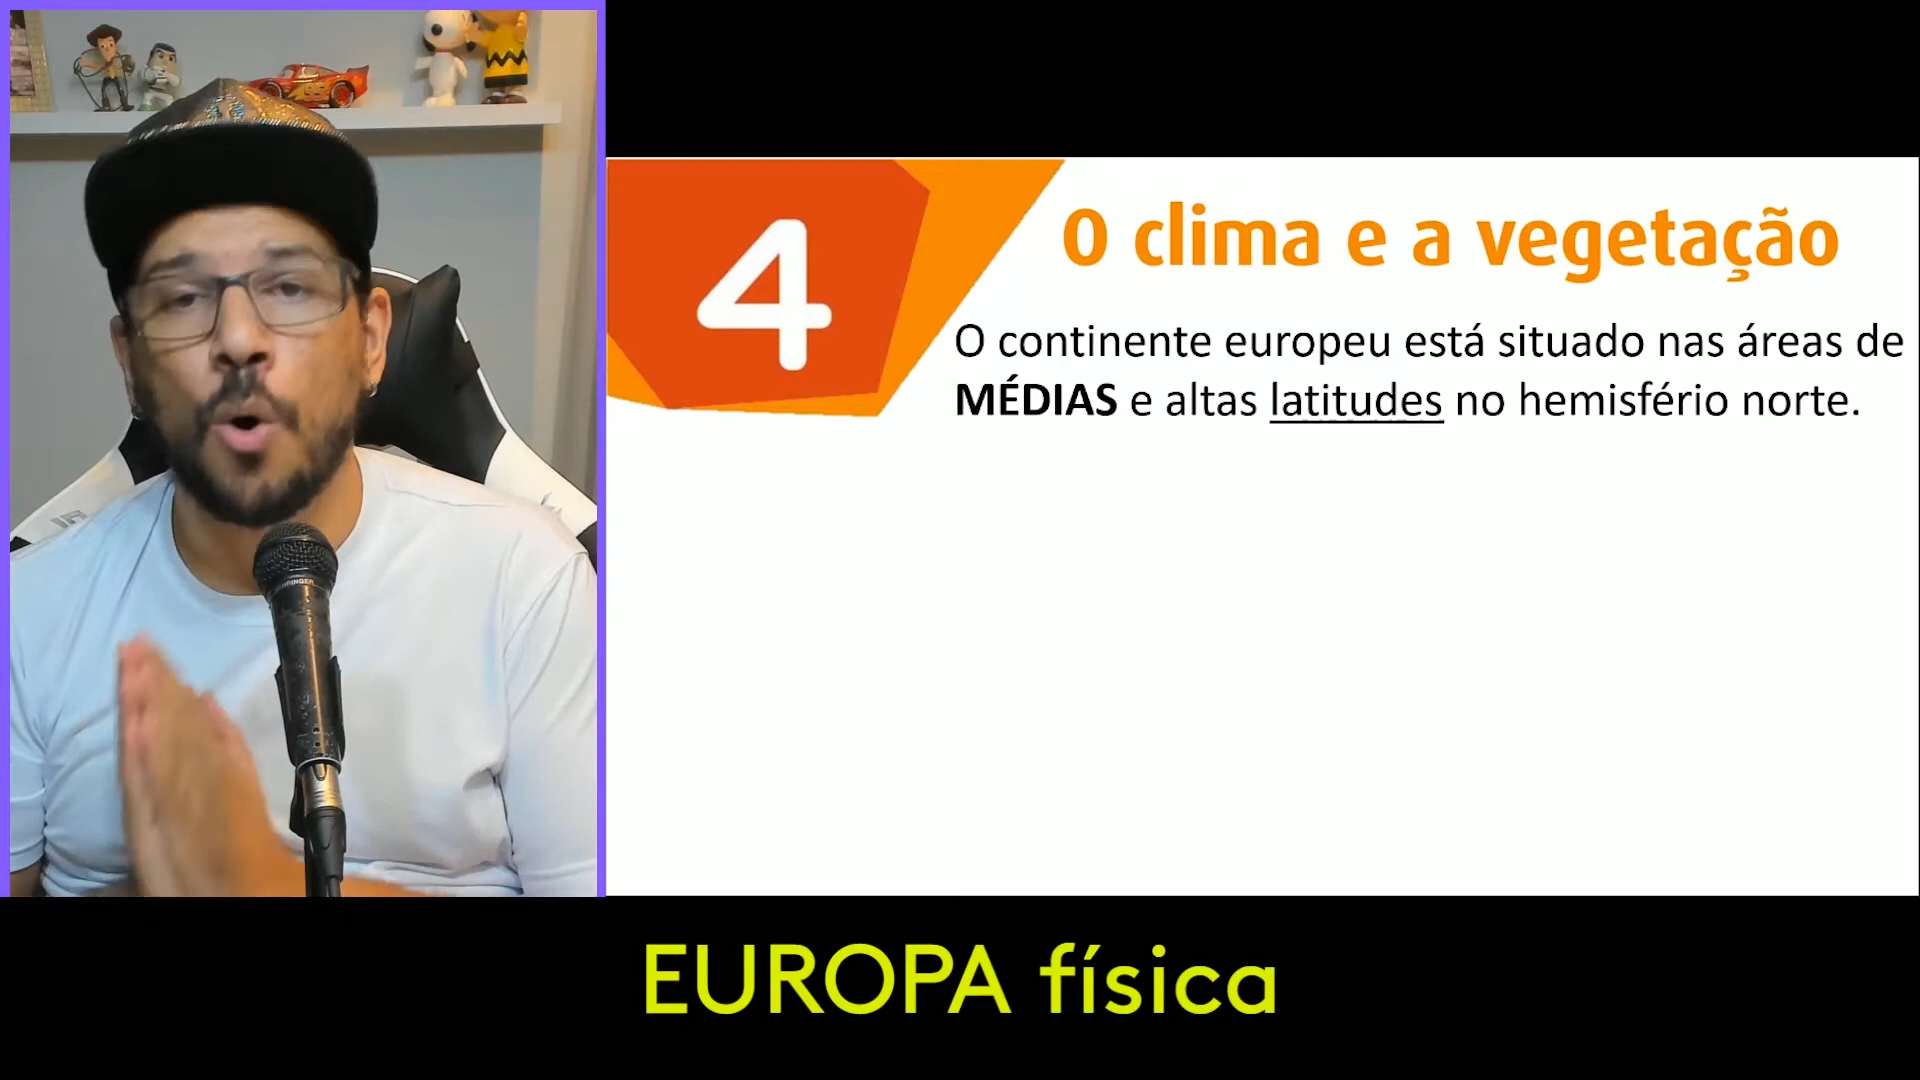 4
O clima e a vegetação
O continente europeu está situado nas áreas de
MÉDIAS e altas latitudes no hemisfério norte.
EUROPA física